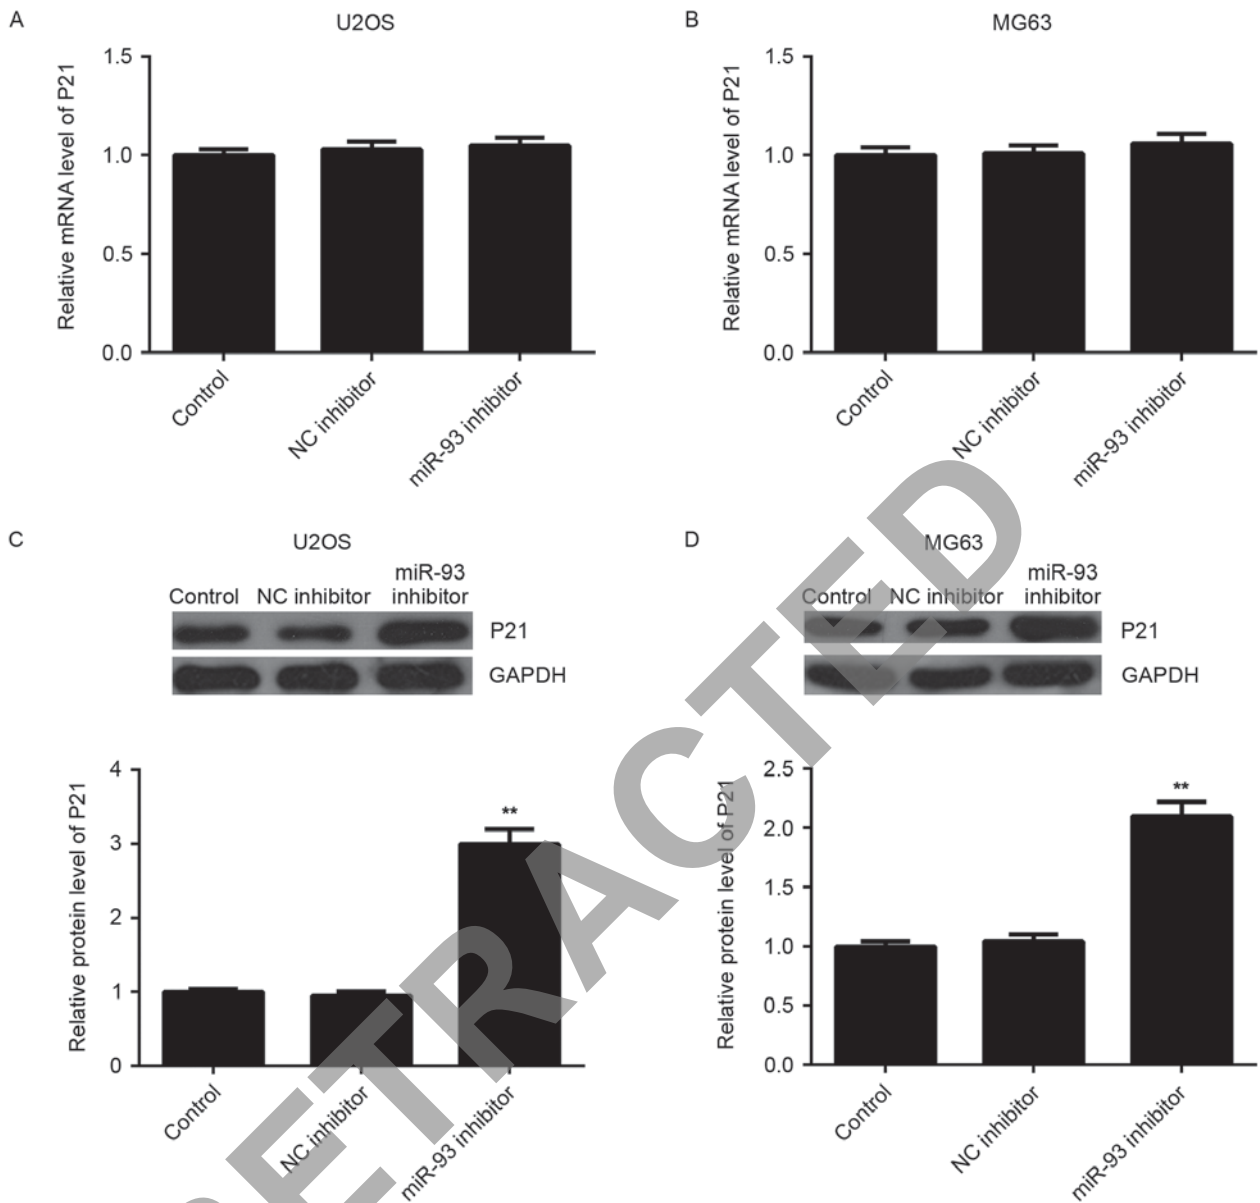 A
U2OS
Relative mRNA level of P21
1.5
1.0
0.5
0.0
Control
NC inhibitor
miR-93 inhibitor
B
MG63
Relative mRNA level of P21
1.5
1.0
0.5
0.0
Control
NC inhibitor
miR-93 inhibitor
C
U2OS
Control NC inhibitor miR-93 inhibitor
P21
GAPDH
Relative protein level of P21
4
3
2
1
0
**
Control
NC inhibitor
miR-93 inhibitor
D
MG63
Control NC inhibitor miR-93 inhibitor
P21
GAPDH
Relative protein level of P21
2.5
2.0
1.5
1.0
0.5
0.0
**
Control
NC inhibitor
miR-93 inhibitor
RETRACTED